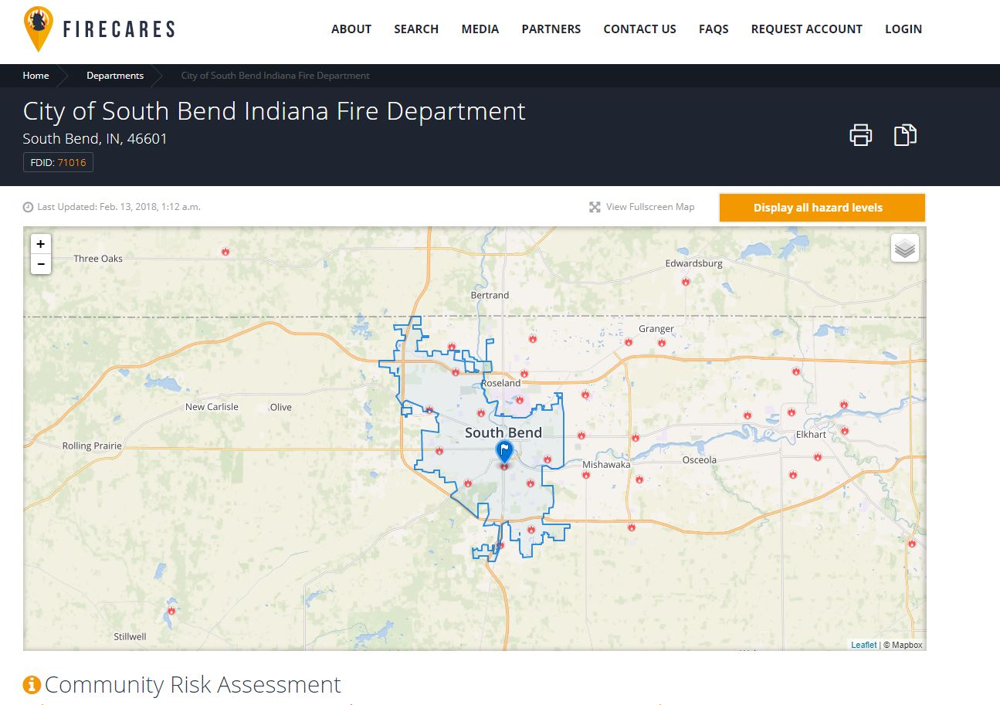 FIRECARES
ABOUT SEARCH MEDIA PARTNERS CONTACT US FAQS REQUEST ACCOUNT LOGIN
Home Departments City of South Bend Indiana Fire Department
City of South Bend Indiana Fire Department
South Bend, IN, 46601
FDID: 71016
Last Updated: Feb. 13, 2018, 1:12 a.m. View Fullscreen Map Display all hazard levels
+
−
Three Oaks
Edwardsburg
Bertrand
Granger
Roseland
New Carlisle Olive
South Bend
Elkhart
Rolling Prairie
Mishawaka Osceola
Stillwell
Leaflet | © Mapbox
Community Risk Assessment